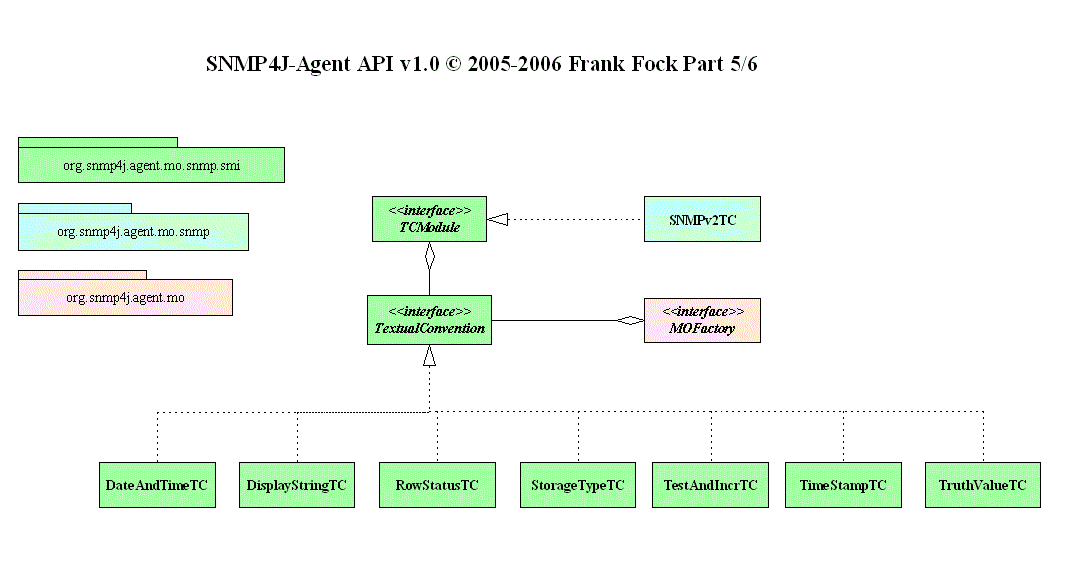 SNMP4J-Agent API v1.0 © 2005-2006 Frank Fock Part 5/6
org.snmp4j.agent.mo.snmp.smi
org.snmp4j.agent.mo.snmp
org.snmp4j.agent.mo
<<interface>>
TCModule
SNMPv2TC
<<interface>>
TextualConvention
<<interface>>
MOFactory
DateAndTimeTC
DisplayStringTC
RowStatusTC
StorageTypeTC
TestAndIncrTC
TimeStampTC
TruthValueTC